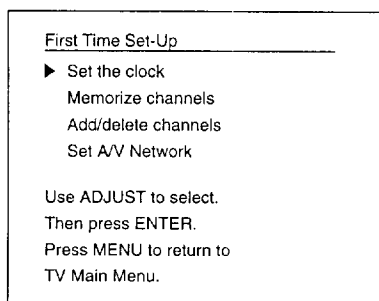 First Time Set-Up
▶ Set the clock
Memorize channels
Add/delete channels
Set A/V Network
Use ADJUST to select.
Then press ENTER.
Press MENU to return to
TV Main Menu.